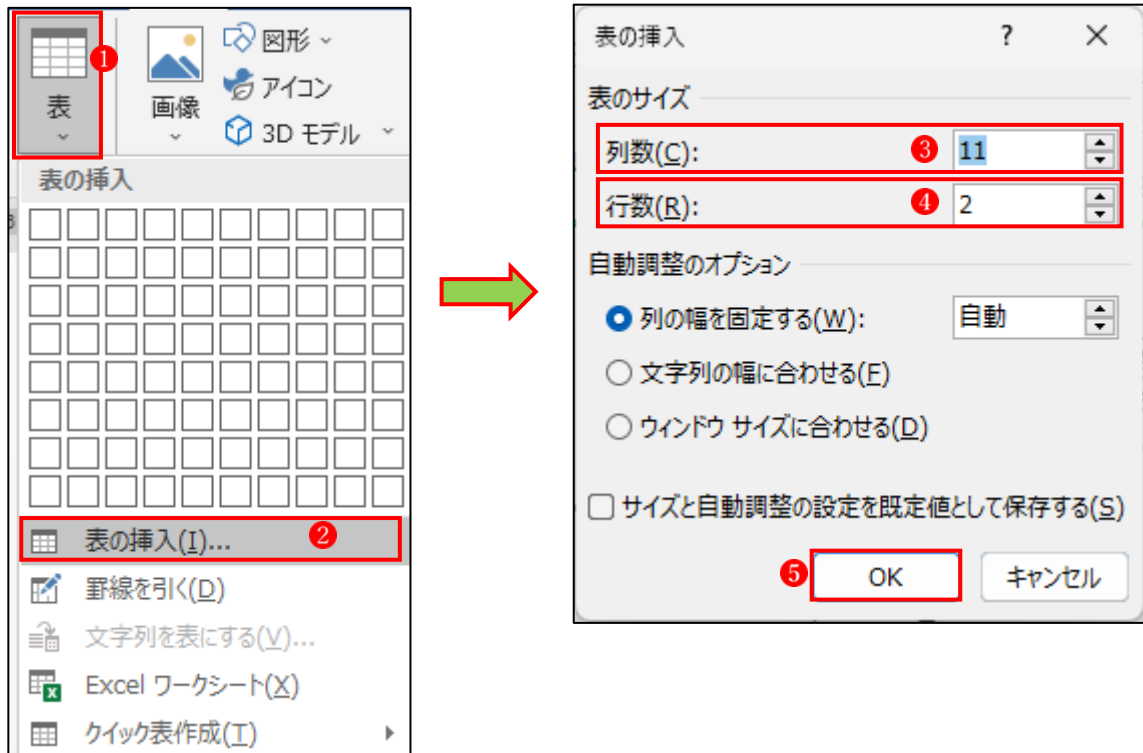 表
❶
画像
図形
アイコン
3D モデル
表の挿入
表の挿入(I)... ❷
罫線を引く(D)
文字列を表にする(V)...
Excel ワークシート(X)
クイック表作成(T)
表の挿入 ? ×
表のサイズ
列数(C): ❸ 11
行数(R): ❹ 2
自動調整のオプション
列の幅を固定する(W): 自動
文字列の幅に合わせる(F)
ウィンドウ サイズに合わせる(D)
サイズと自動調整の設定を既定値として保存する(S)
❺ OK キャンセル